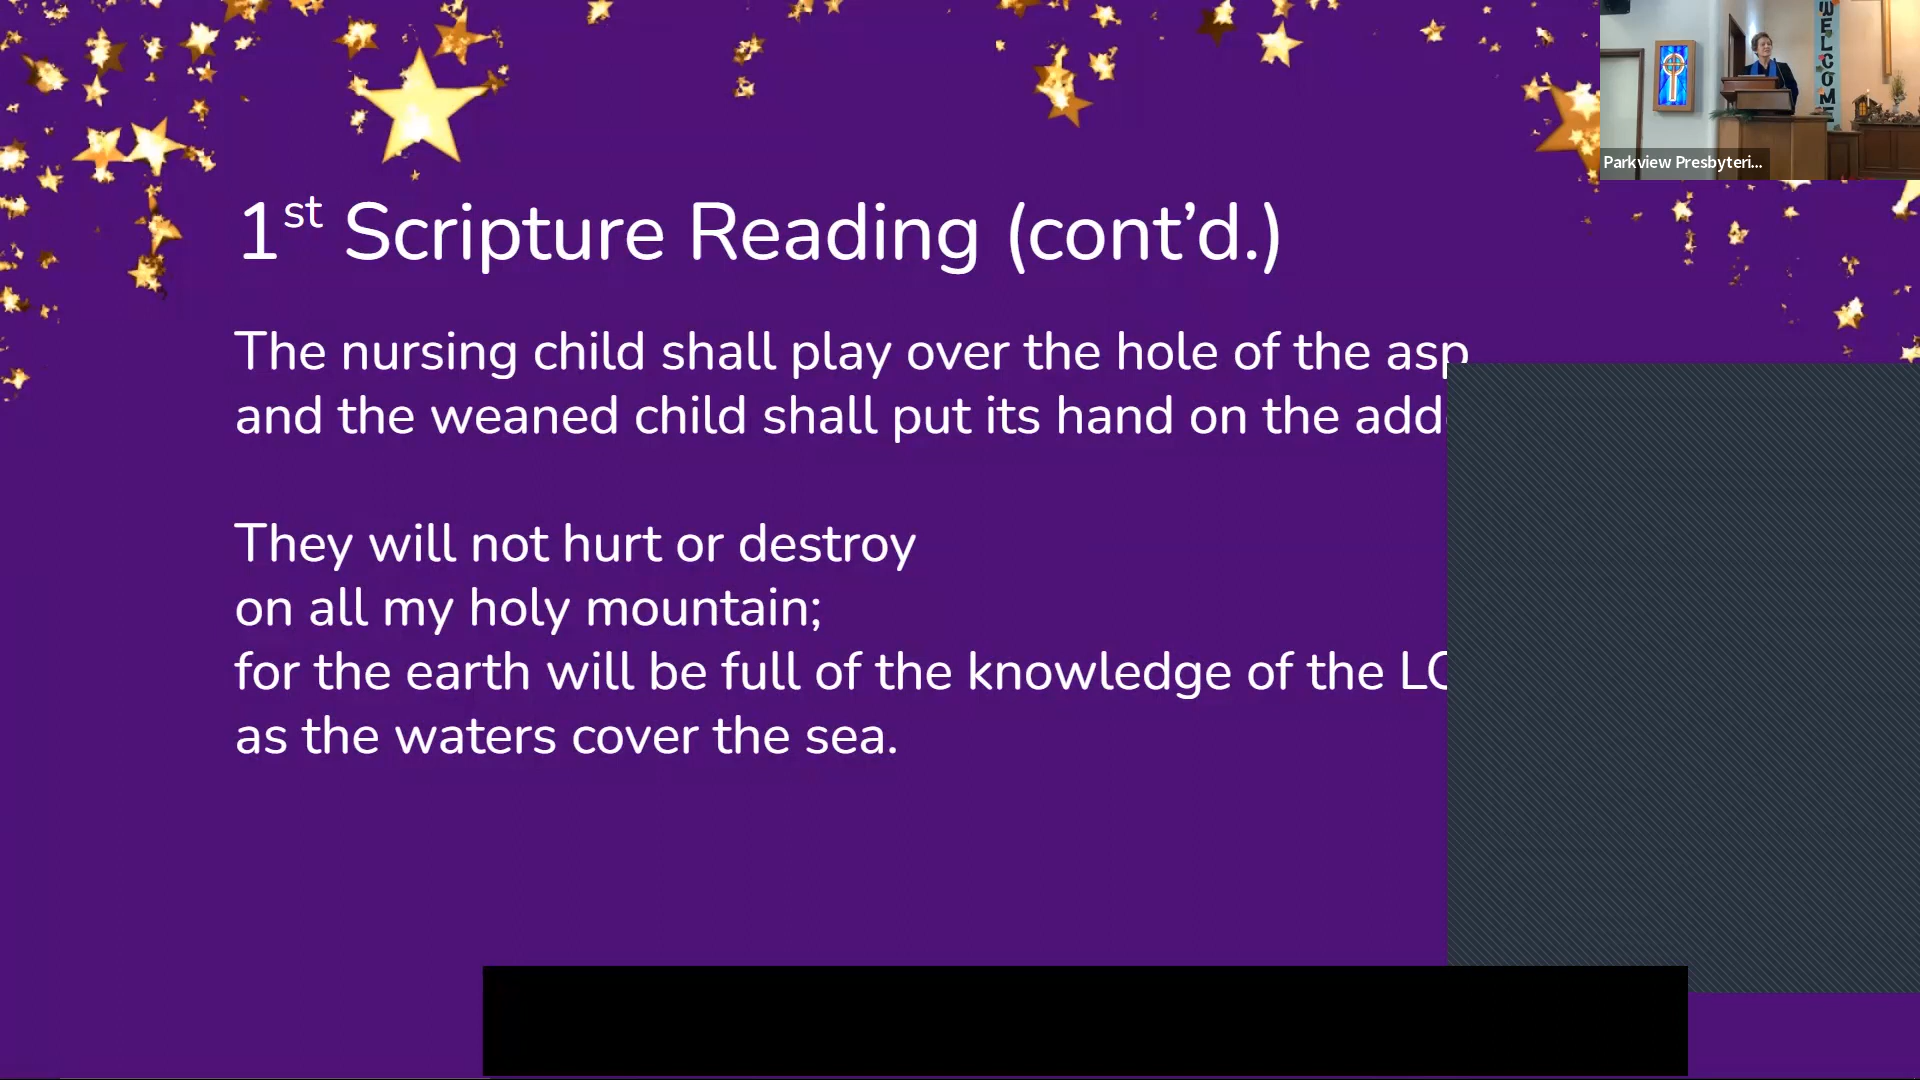 WELCOME
Parkview Presbyteri...
1st Scripture Reading (cont’d.)
The nursing child shall play over the hole of the asp
and the weaned child shall put its hand on the
They will not hurt or destroy
on all my holy mountain;
for the earth will be full of the knowledge of the
as the waters cover the sea.